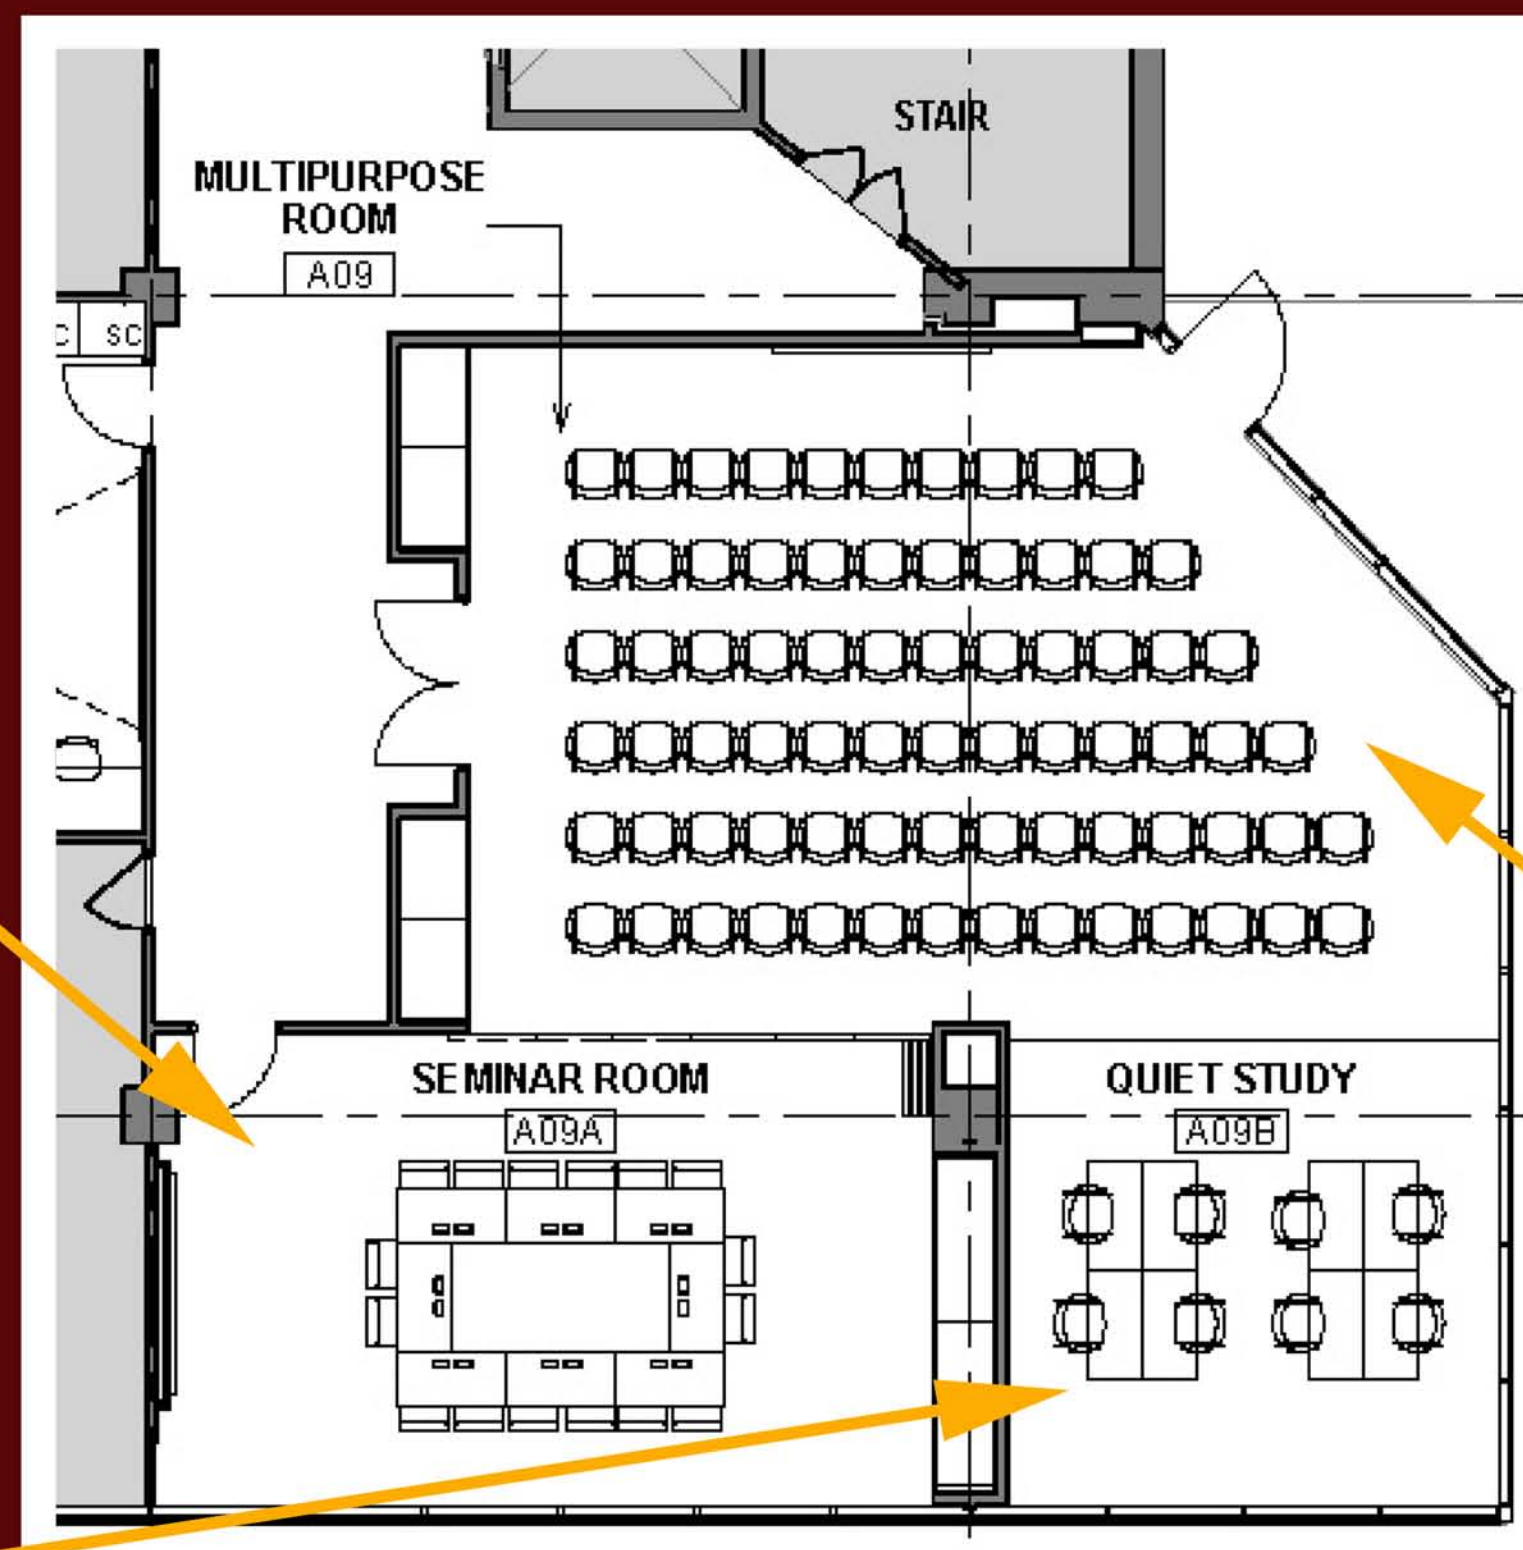 STAIR
MULTIPURPOSE
ROOM
A09
C
SC
SEMINAR ROOM
A09A
QUIET STUDY
A09B